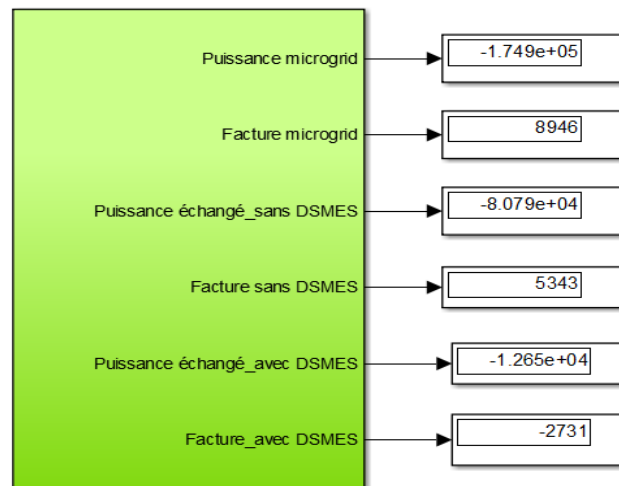 Puissance microgrid -1.749e+05
Facture microgrid 8946
Puissance échangé_sans DSMES -8.079e+04
Facture sans DSMES 5343
Puissance échangé_avec DSMES -1.265e+04
Facture_avec DSMES -2731